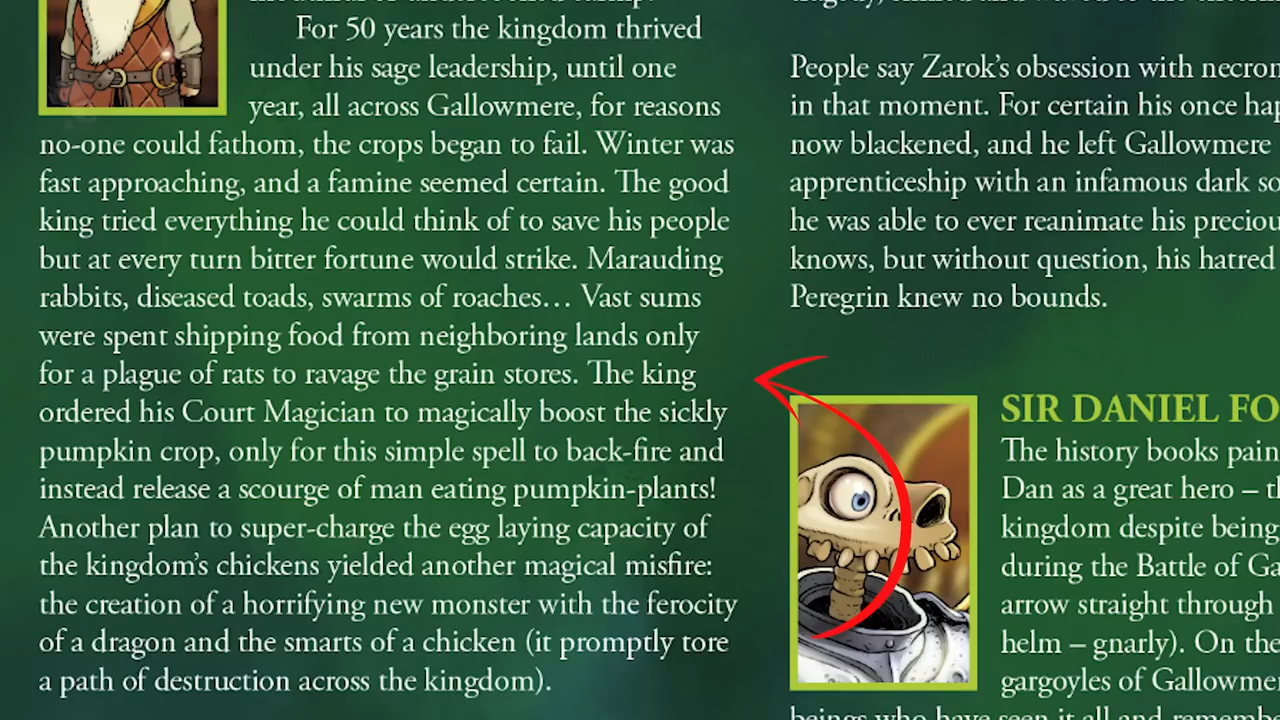 For 50 years the kingdom thrived
under his sage leadership, until one
year, all across Gallowmere, for reasons
no-one could fathom, the crops began to fail. Winter was
fast approaching, and a famine seemed certain. The good
king tried everything he could think of to save his people
but at every turn bitter fortune would strike. Marauding
rabbits, diseased toads, swarms of roaches… Vast sums
were spent shipping food from neighboring lands only
for a plague of rats to ravage the grain stores. The king
ordered his Court Magician to magically boost the sickly
pumpkin crop, only for this simple spell to back-fire and
instead release a scourge of man eating pumpkin-plants!
Another plan to super-charge the egg laying capacity of
the kingdom's chickens yielded another magical misfire:
the creation of a horrifying new monster with the ferocity
of a dragon and the smarts of a chicken (it promptly tore
a path of destruction across the kingdom).
People say Zarok's obsession with necrom
in that moment. For certain his once hap
now blackened, and he left Gallowmere
apprenticeship with an infamous dark so
he was able to ever reanimate his preciou
knows, but without question, his hatred
Peregrin knew no bounds.
SIR DANIEL FO
The history books pain
Dan as a great hero – th
kingdom despite being
during the Battle of Ga
arrow straight through
helm – gnarly). On the
gargoyles of Gallowmer
beings who have seen it all and rememb